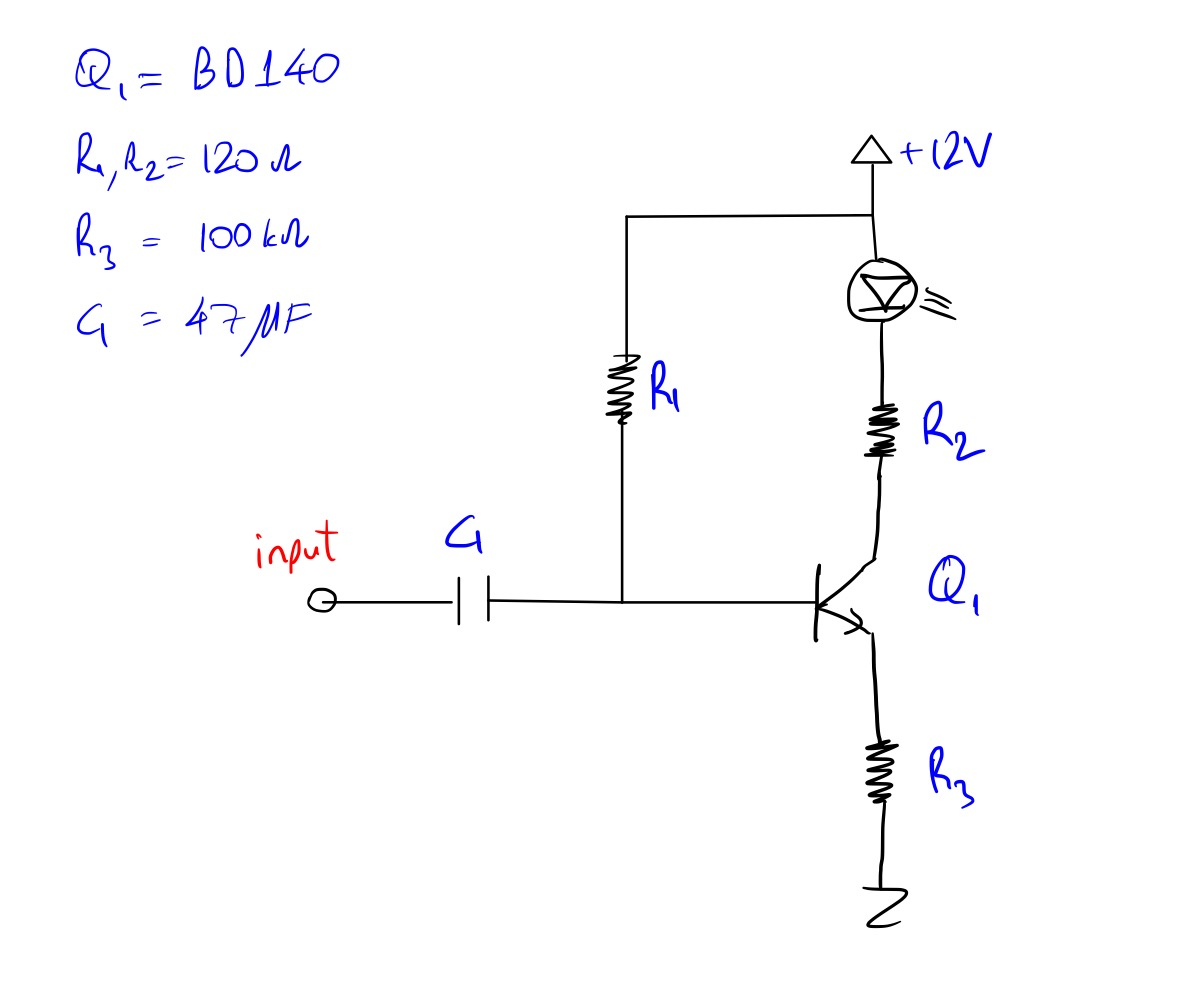 Q1 = BD140
R1, R2 = 120 Ω
R3 = 100 kΩ
C1 = 47 µF
+12V
R1
R2
input
C1
Q1
R3